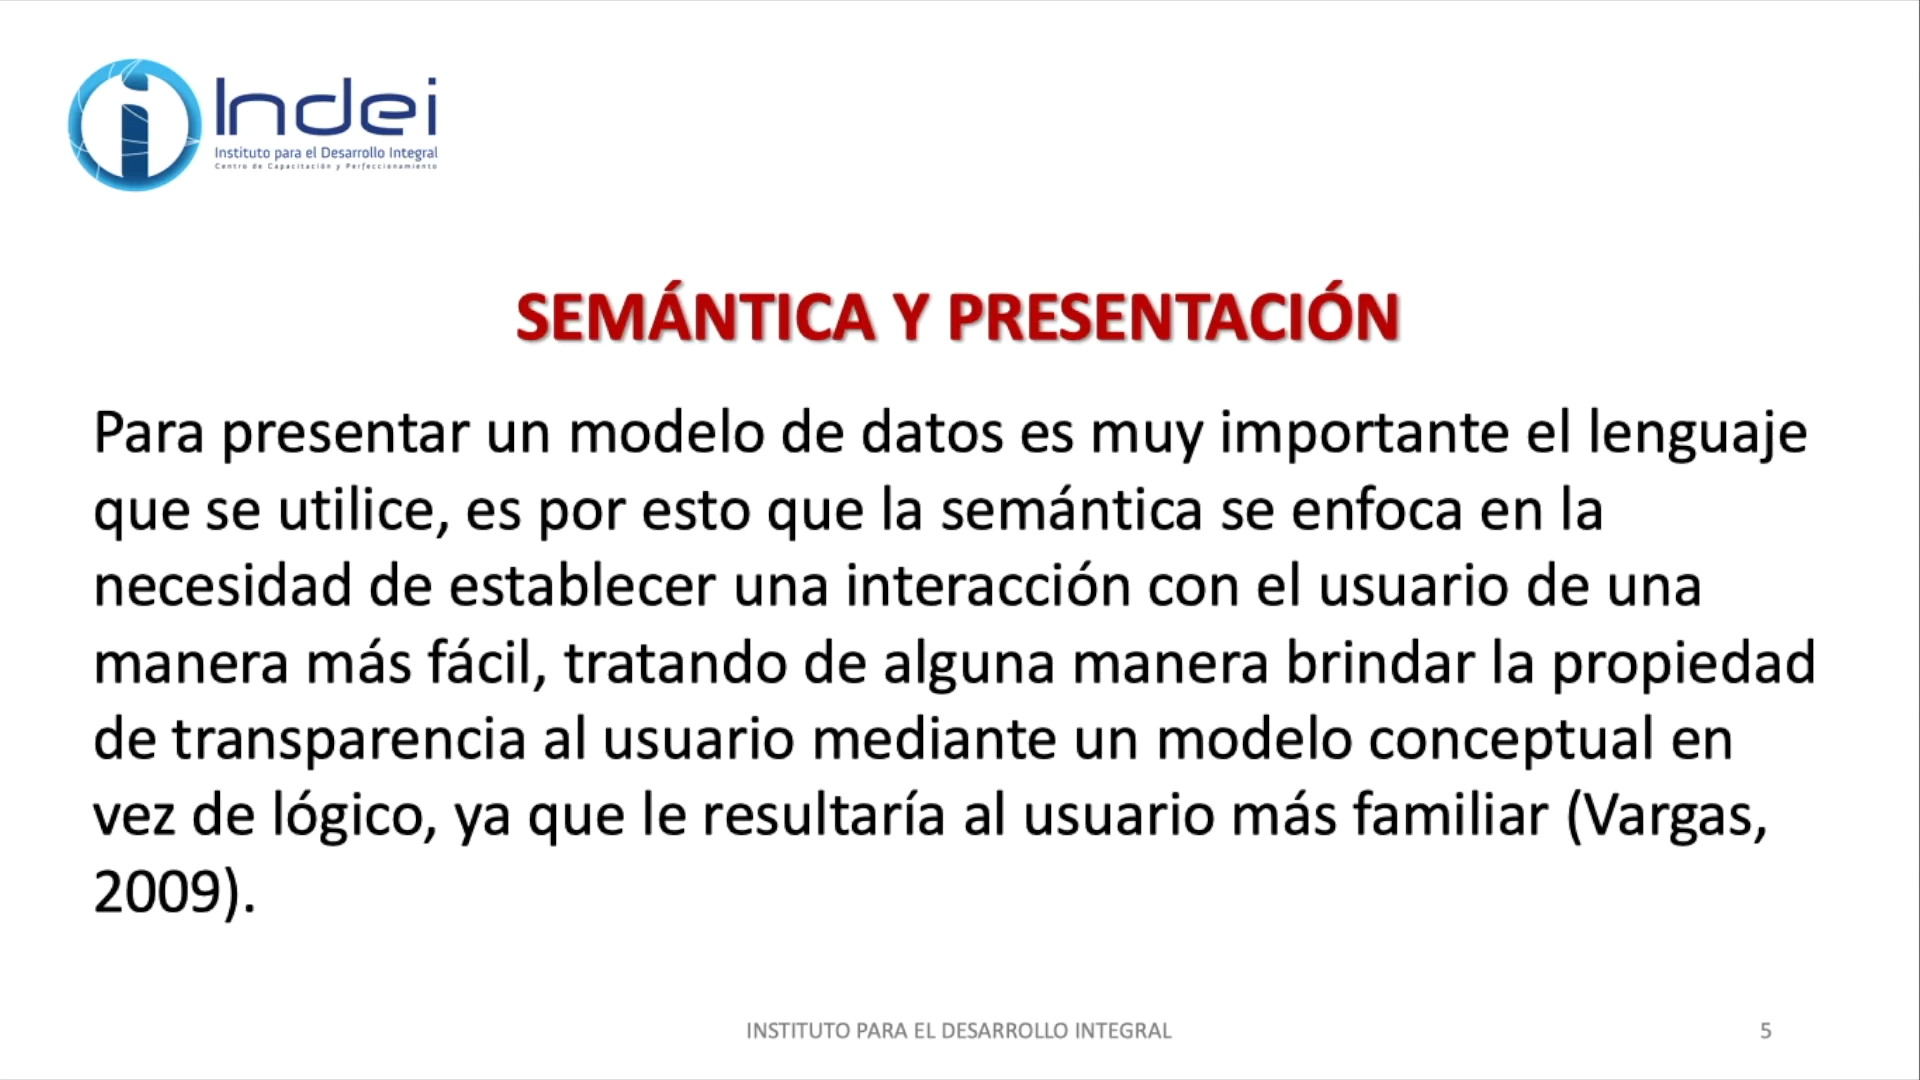 Indei
Instituto para el Desarrollo Integral
Centro de Capacitación y Perfeccionamiento
SEMÁNTICA Y PRESENTACIÓN
Para presentar un modelo de datos es muy importante el lenguaje
que se utilice, es por esto que la semántica se enfoca en la
necesidad de establecer una interacción con el usuario de una
manera más fácil, tratando de alguna manera brindar la propiedad
de transparencia al usuario mediante un modelo conceptual en
vez de lógico, ya que le resultaría al usuario más familiar (Vargas,
2009).
INSTITUTO PARA EL DESARROLLO INTEGRAL
5